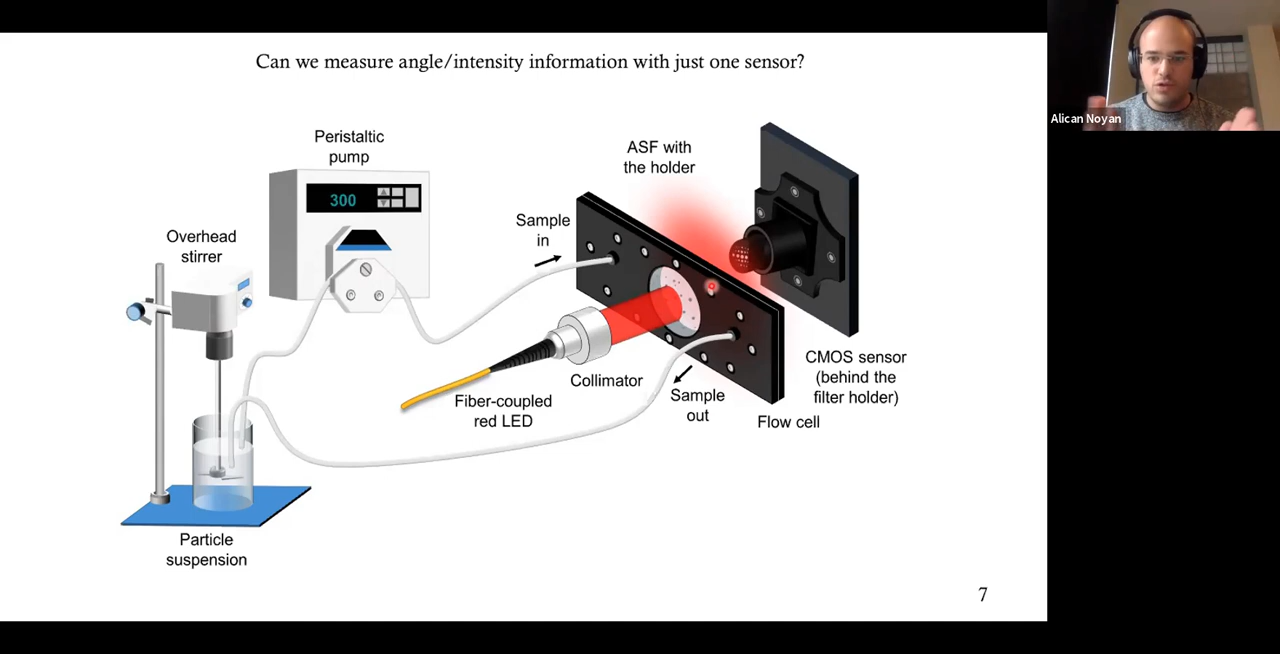 Can we measure angle/intensity information with just one sensor?
Alican Noyan
Peristaltic
pump
300
ASF with
the holder
Sample
in
Overhead
stirrer
Collimator
Fiber-coupled
red LED
Sample
out
CMOS sensor
(behind the
filter holder)
Flow cell
Particle
suspension
7